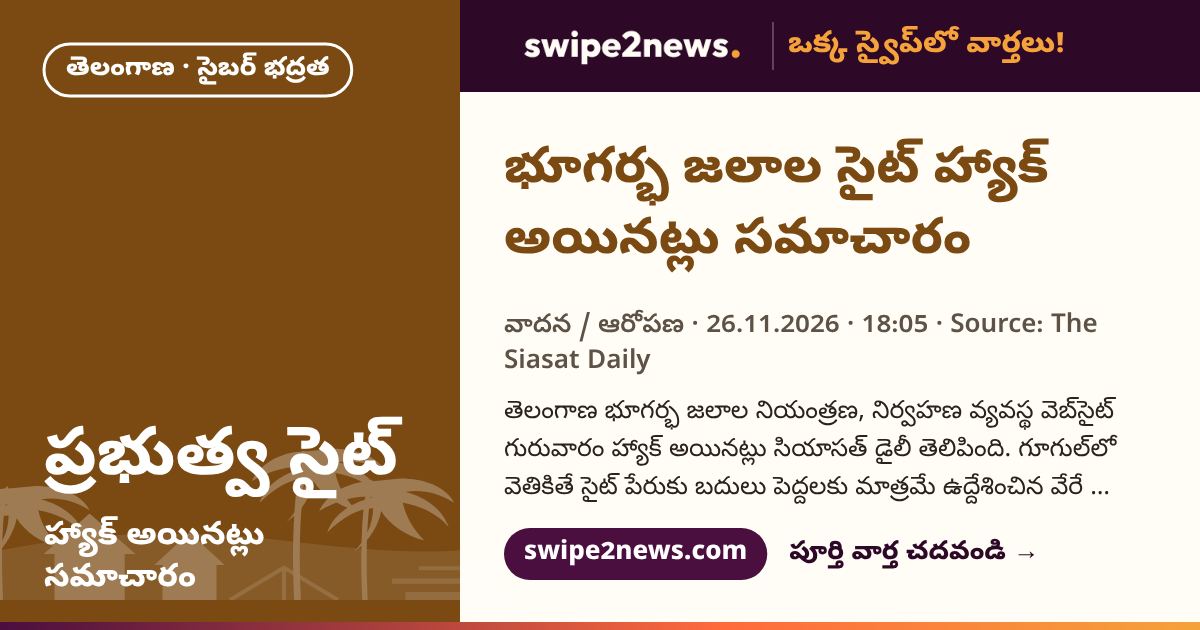 తెలంగాణ · సైబర్ భద్రత
ప్రభుత్వ సైట్
హ్యాక్ అయినట్లు
సమాచారం
swipe2news.
ఒక్క స్వైప్‌లో వార్తలు!
భూగర్భ జలాల సైట్ హ్యాక్
అయినట్లు సమాచారం
వాదన / ఆరోపణ · 26.11.2026 · 18:05 · Source: The
Siasat Daily
తెలంగాణ భూగర్భ జలాల నియంత్రణ, నిర్వహణ వ్యవస్థ వెబ్‌సైట్
గురువారం హ్యాక్ అయినట్లు సియాసత్ డైలీ తెలిపింది. గూగుల్‌లో
వెతికితే సైట్ పేరుకు బదులు పెద్దలకు మాత్రమే ఉద్దేశించిన వేరే ...
swipe2news.com
పూర్తి వార్త చదవండి →